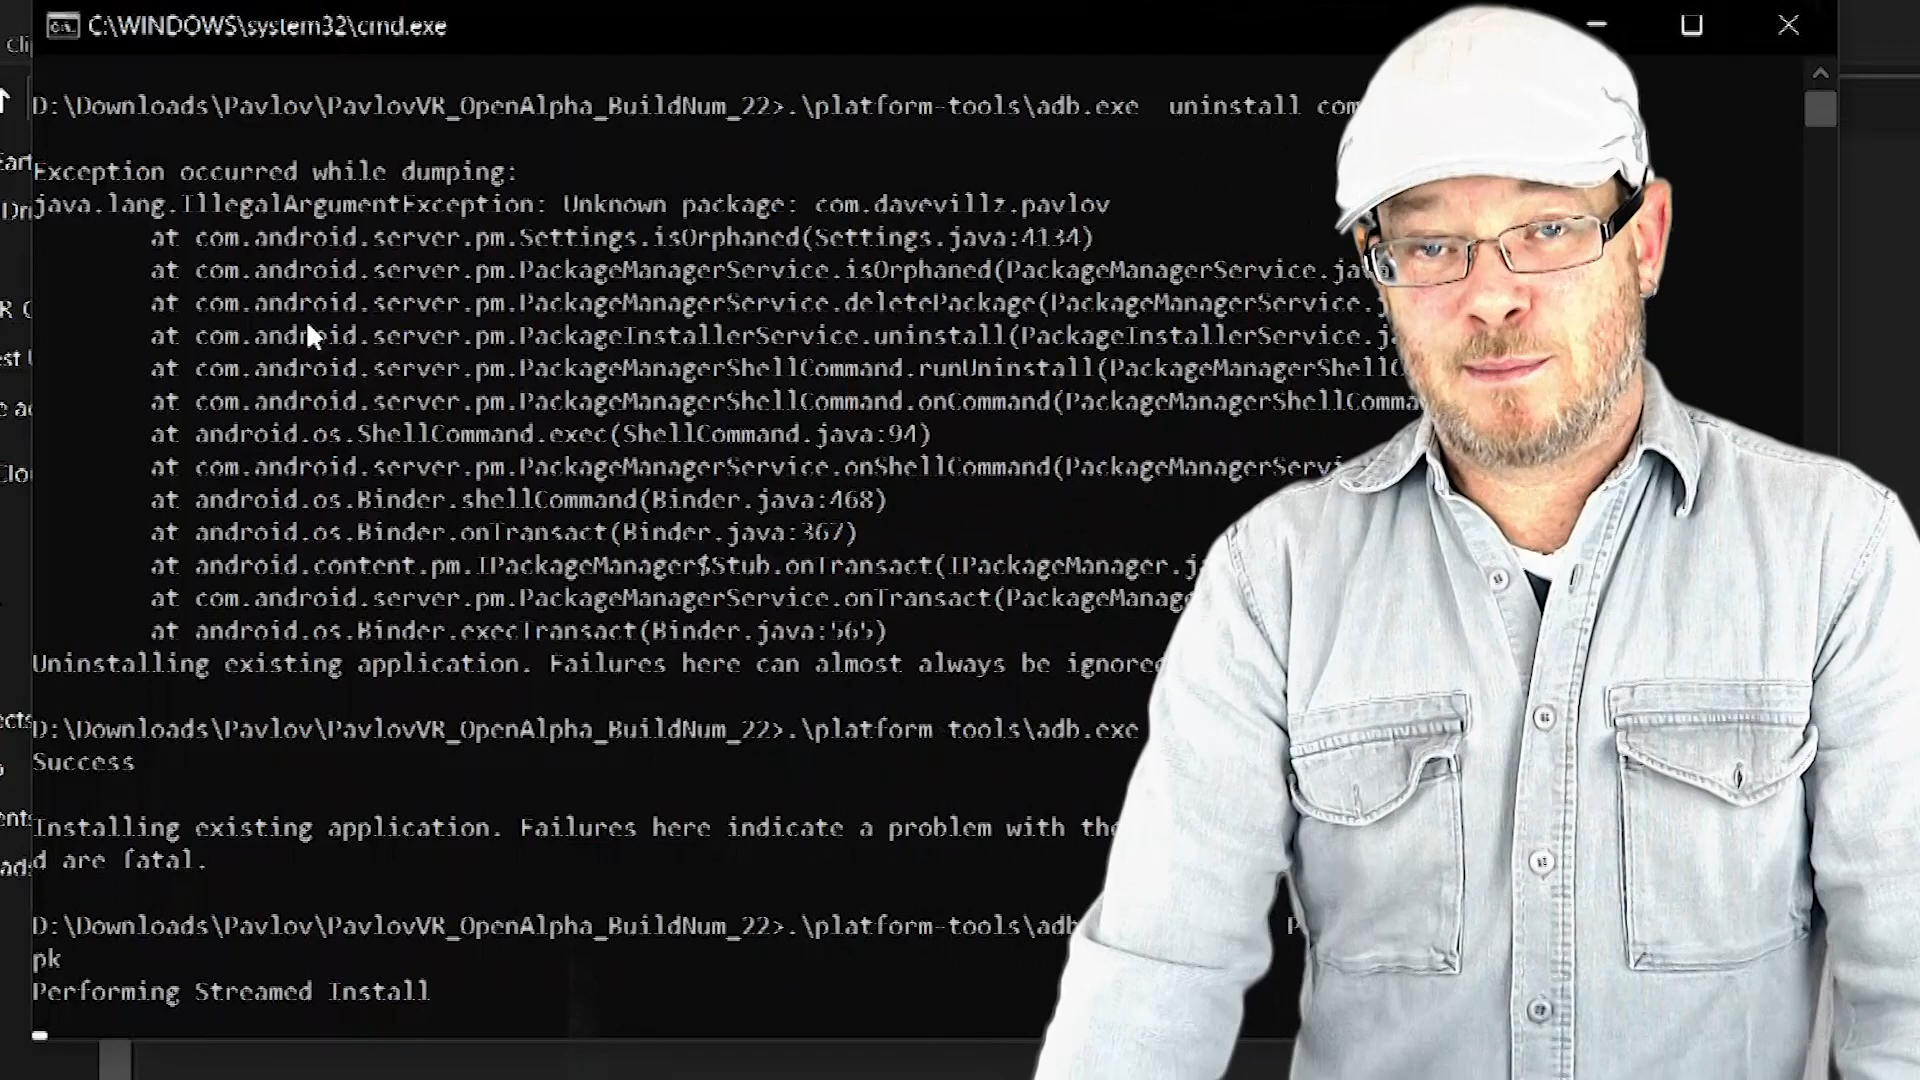 C:\WINDOWS\system32\cmd.exe
D:\Downloads\Pavlov\PavlovVR_OpenAlpha_BuildNum_22>.\platform-tools\adb.exe  uninstall com
Exception occurred while dumping:
java.lang.IllegalArgumentException: Unknown package: com.davevillz.pavlov
at com.android.server.pm.Settings.isOrphaned(Settings.java:4134)
at com.android.server.pm.PackageManagerService.isOrphaned(PackageManagerService.java
at com.android.server.pm.PackageManagerService.deletePackage(PackageManagerService.j
at com.android.server.pm.PackageInstallerService.uninstall(PackageInstallerService.ja
at com.android.server.pm.PackageManagerShellCommand.runUninstall(PackageManagerShellC
at com.android.server.pm.PackageManagerShellCommand.onCommand(PackageManagerShellComma
at android.os.ShellCommand.exec(ShellCommand.java:94)
at com.android.server.pm.PackageManagerService.onShellCommand(PackageManagerServi
at android.os.Binder.shellCommand(Binder.java:468)
at android.os.Binder.onTransact(Binder.java:367)
at android.content.pm.IPackageManager$Stub.onTransact(IPackageManager.ja
at com.android.server.pm.PackageManagerService.onTransact(PackageManage
at android.os.Binder.execTransact(Binder.java:565)
Uninstalling existing application. Failures here can almost always be ignored
D:\Downloads\Pavlov\PavlovVR_OpenAlpha_BuildNum_22>.\platform-tools\adb.exe
Success
Installing existing application. Failures here indicate a problem with the
d are fatal.
D:\Downloads\Pavlov\PavlovVR_OpenAlpha_BuildNum_22>.\platform-tools\adb
pk
Performing Streamed Install